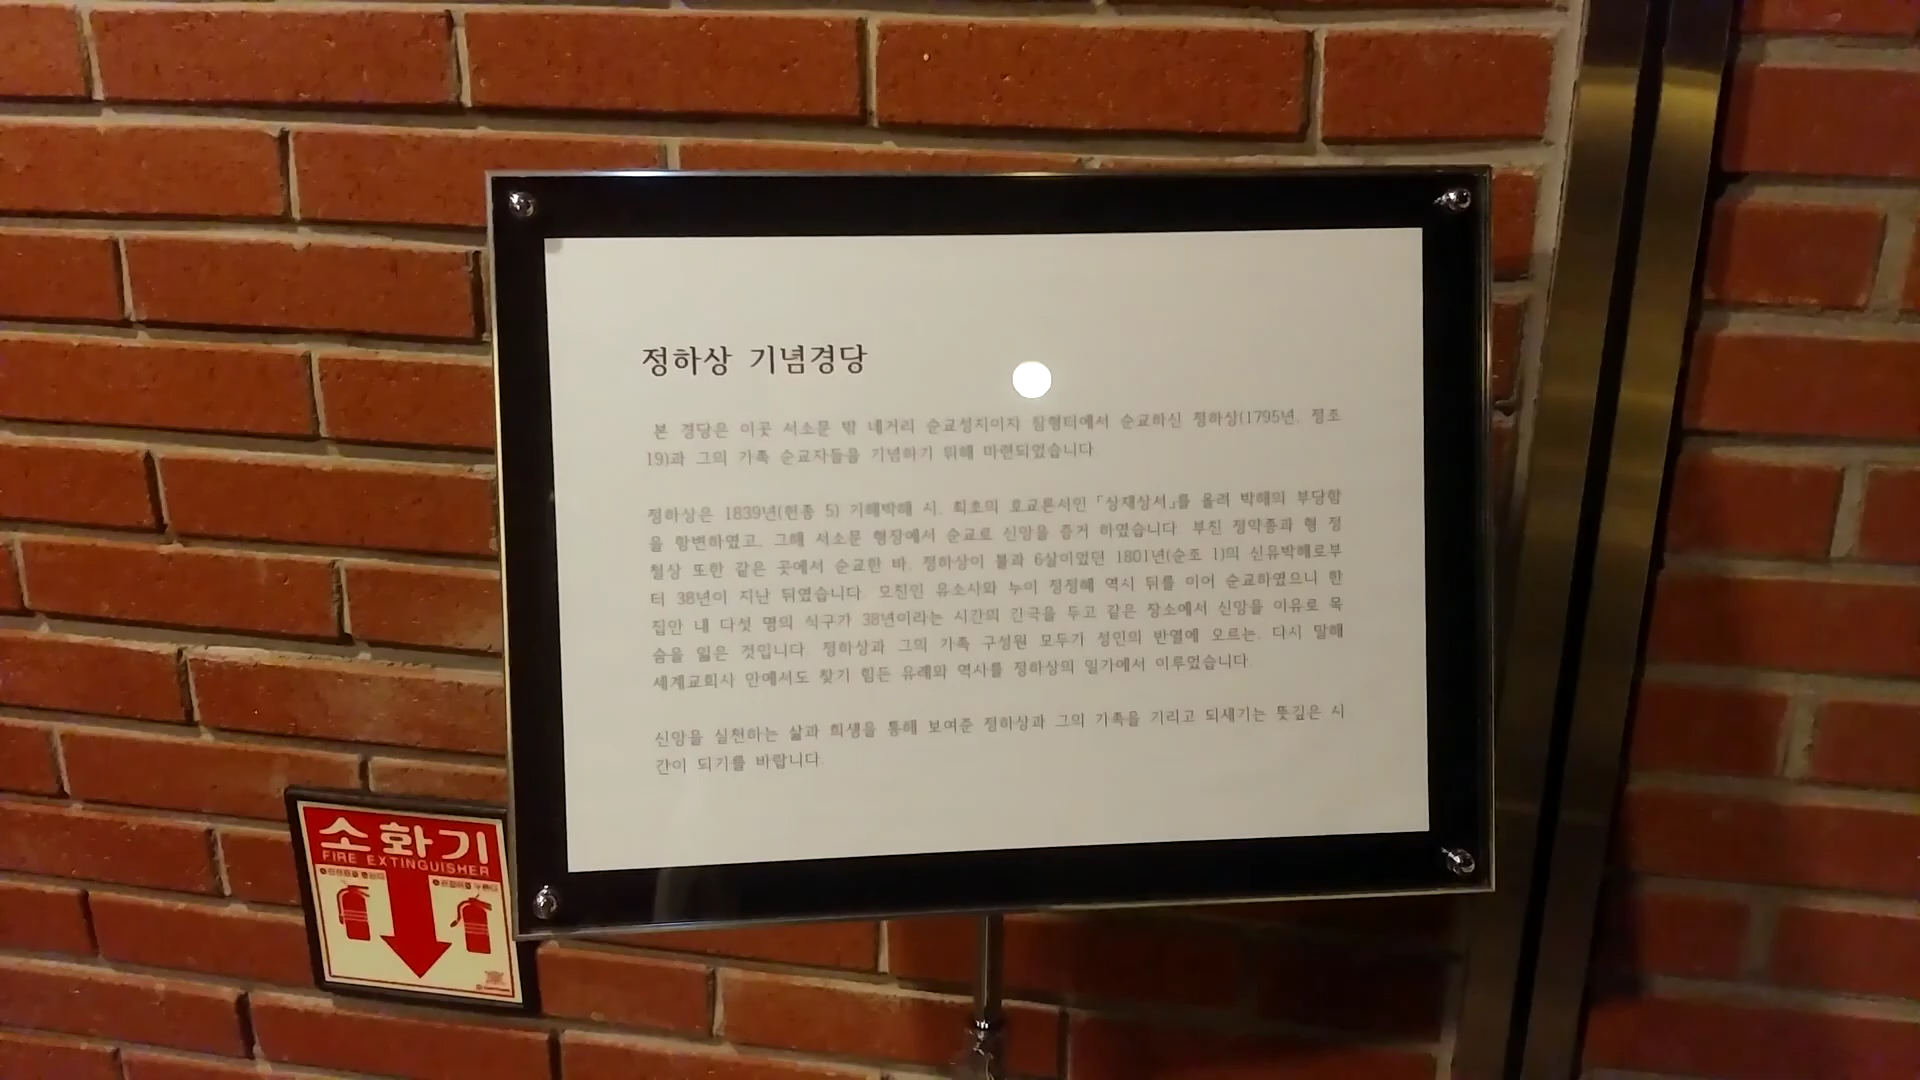 정하상 기념경당
본 경당은 이곳 서소문 밖 네거리 순교성지이자 참형터에서 순교하신 정하상(1795년, 정조
19)과 그의 가족 순교자들을 기념하기 위해 마련되었습니다.
정하상은 1839년(헌종 5) 기해박해 시, 최초의 호교론서인 「상재상서」를 올려 박해의 부당함
을 항변하였고, 그해 서소문 형장에서 순교로 신앙을 증거 하였습니다. 부친 정약종과 형 정
철상 또한 같은 곳에서 순교한 바, 정하상이 불과 6살이었던 1801년(순조 1)의 신유박해로부
터 38년이 지난 뒤였습니다. 모친인 유소사와 누이 정정혜 역시 뒤를 이어 순교하였으니 한
집안 내 다섯 명의 식구가 38년이라는 시간의 간극을 두고 같은 장소에서 신앙을 이유로 목
숨을 잃은 것입니다. 정하상과 그의 가족 구성원 모두가 성인의 반열에 오르는, 다시 말해
세계교회사 안에서도 찾기 힘든 유례와 역사를 정하상의 일가에서 이루었습니다.
신앙을 실천하는 삶과 희생을 통해 보여준 정하상과 그의 가족을 기리고 되새기는 뜻깊은 시
간이 되기를 바랍니다.
소화기
FIRE EXTINGUISHER